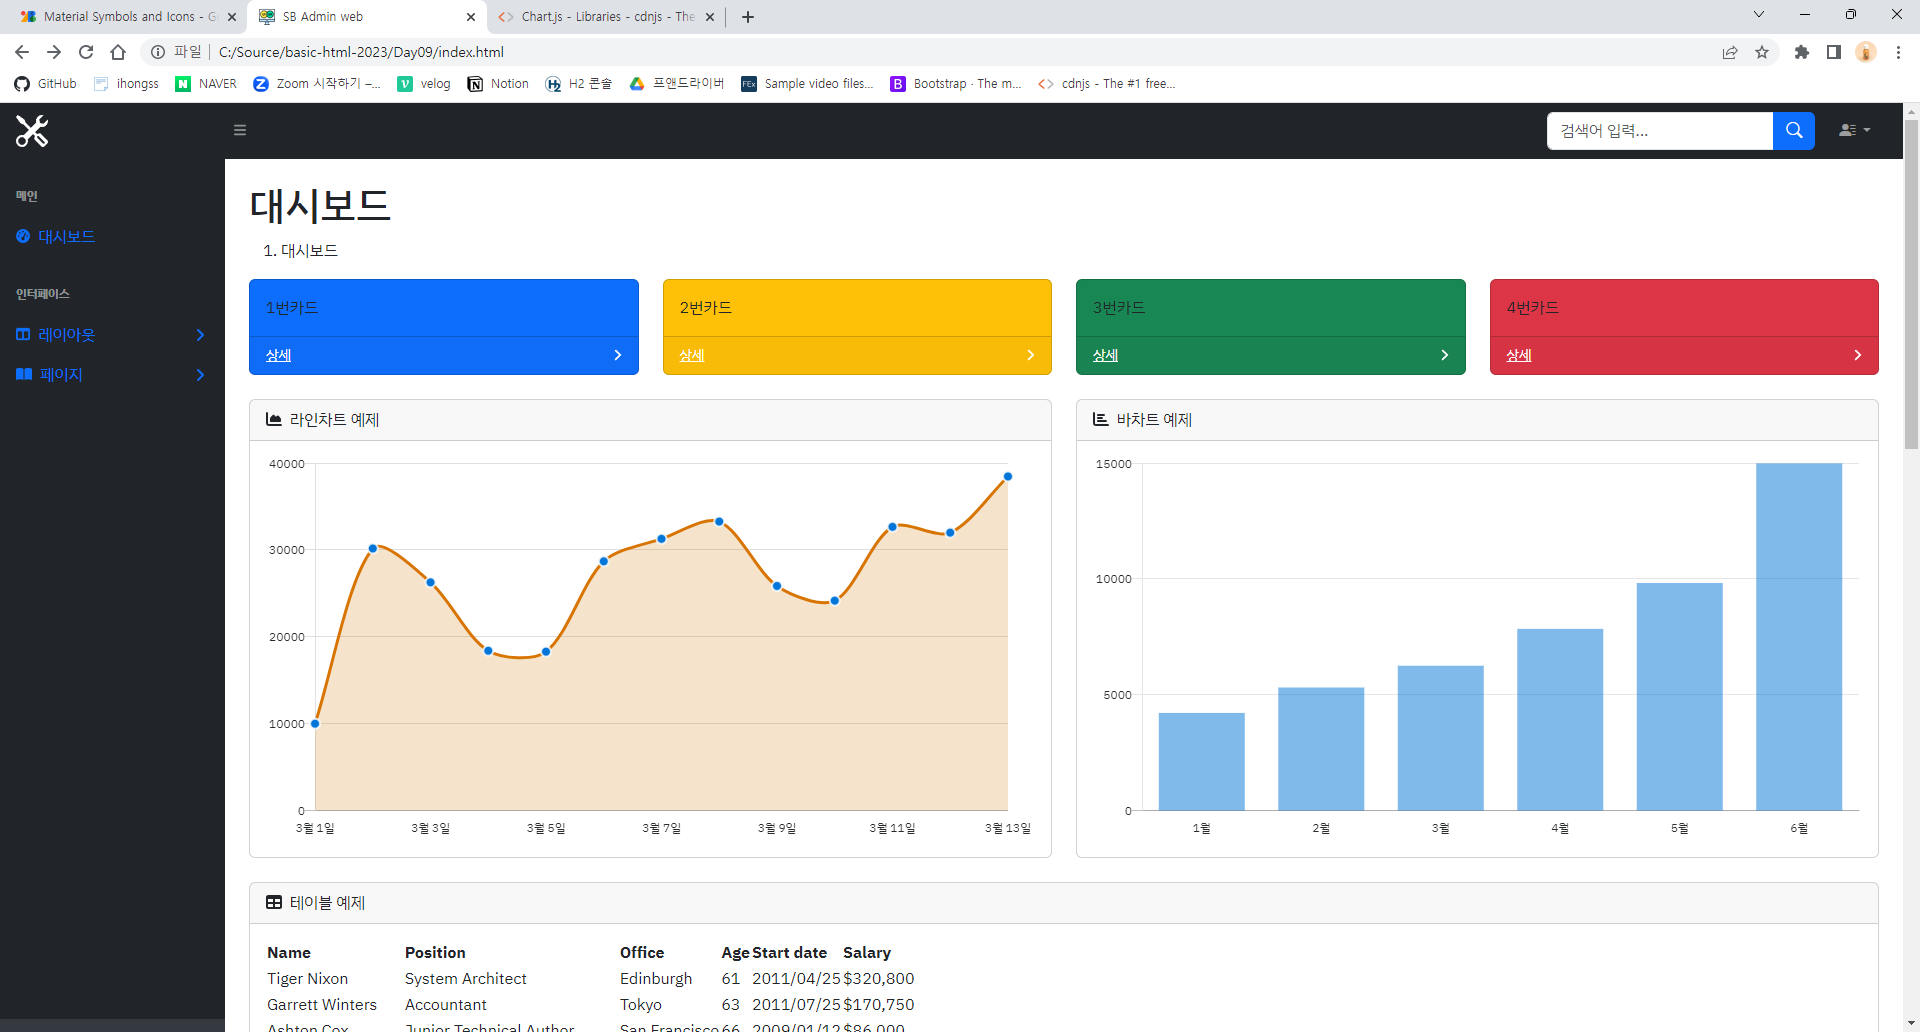 Material Symbols and Icons - G
SB Admin web
Chart.js - Libraries - cdnjs - The
파일
C:/Source/basic-html-2023/Day09/index.html
GitHub
ihongss
NAVER
Zoom 시작하기 –...
velog
Notion
H2 콘솔
프앤드라이버
Sample video files...
Bootstrap · The m...
cdnjs - The #1 free...
검색어 입력...
메인
대시보드
인터페이스
레이아웃
페이지
대시보드
1. 대시보드
1번카드
2번카드
3번카드
4번카드
상세
상세
상세
상세
라인차트 예제
40000
30000
20000
10000
0
3월 1일 3월 3일 3월 5일 3월 7일 3월 9일 3월 11일 3월 13일
바차트 예제
15000
10000
5000
0
1월 2월 3월 4월 5월 6월
테이블 예제
Name Position Office Age Start date Salary
Tiger Nixon System Architect Edinburgh 61 2011/04/25 $320,800
Garrett Winters Accountant Tokyo 63 2011/07/25 $170,750
Ashton Cox Junior Technical Author San Francisco 66 2009/01/12 $86,000